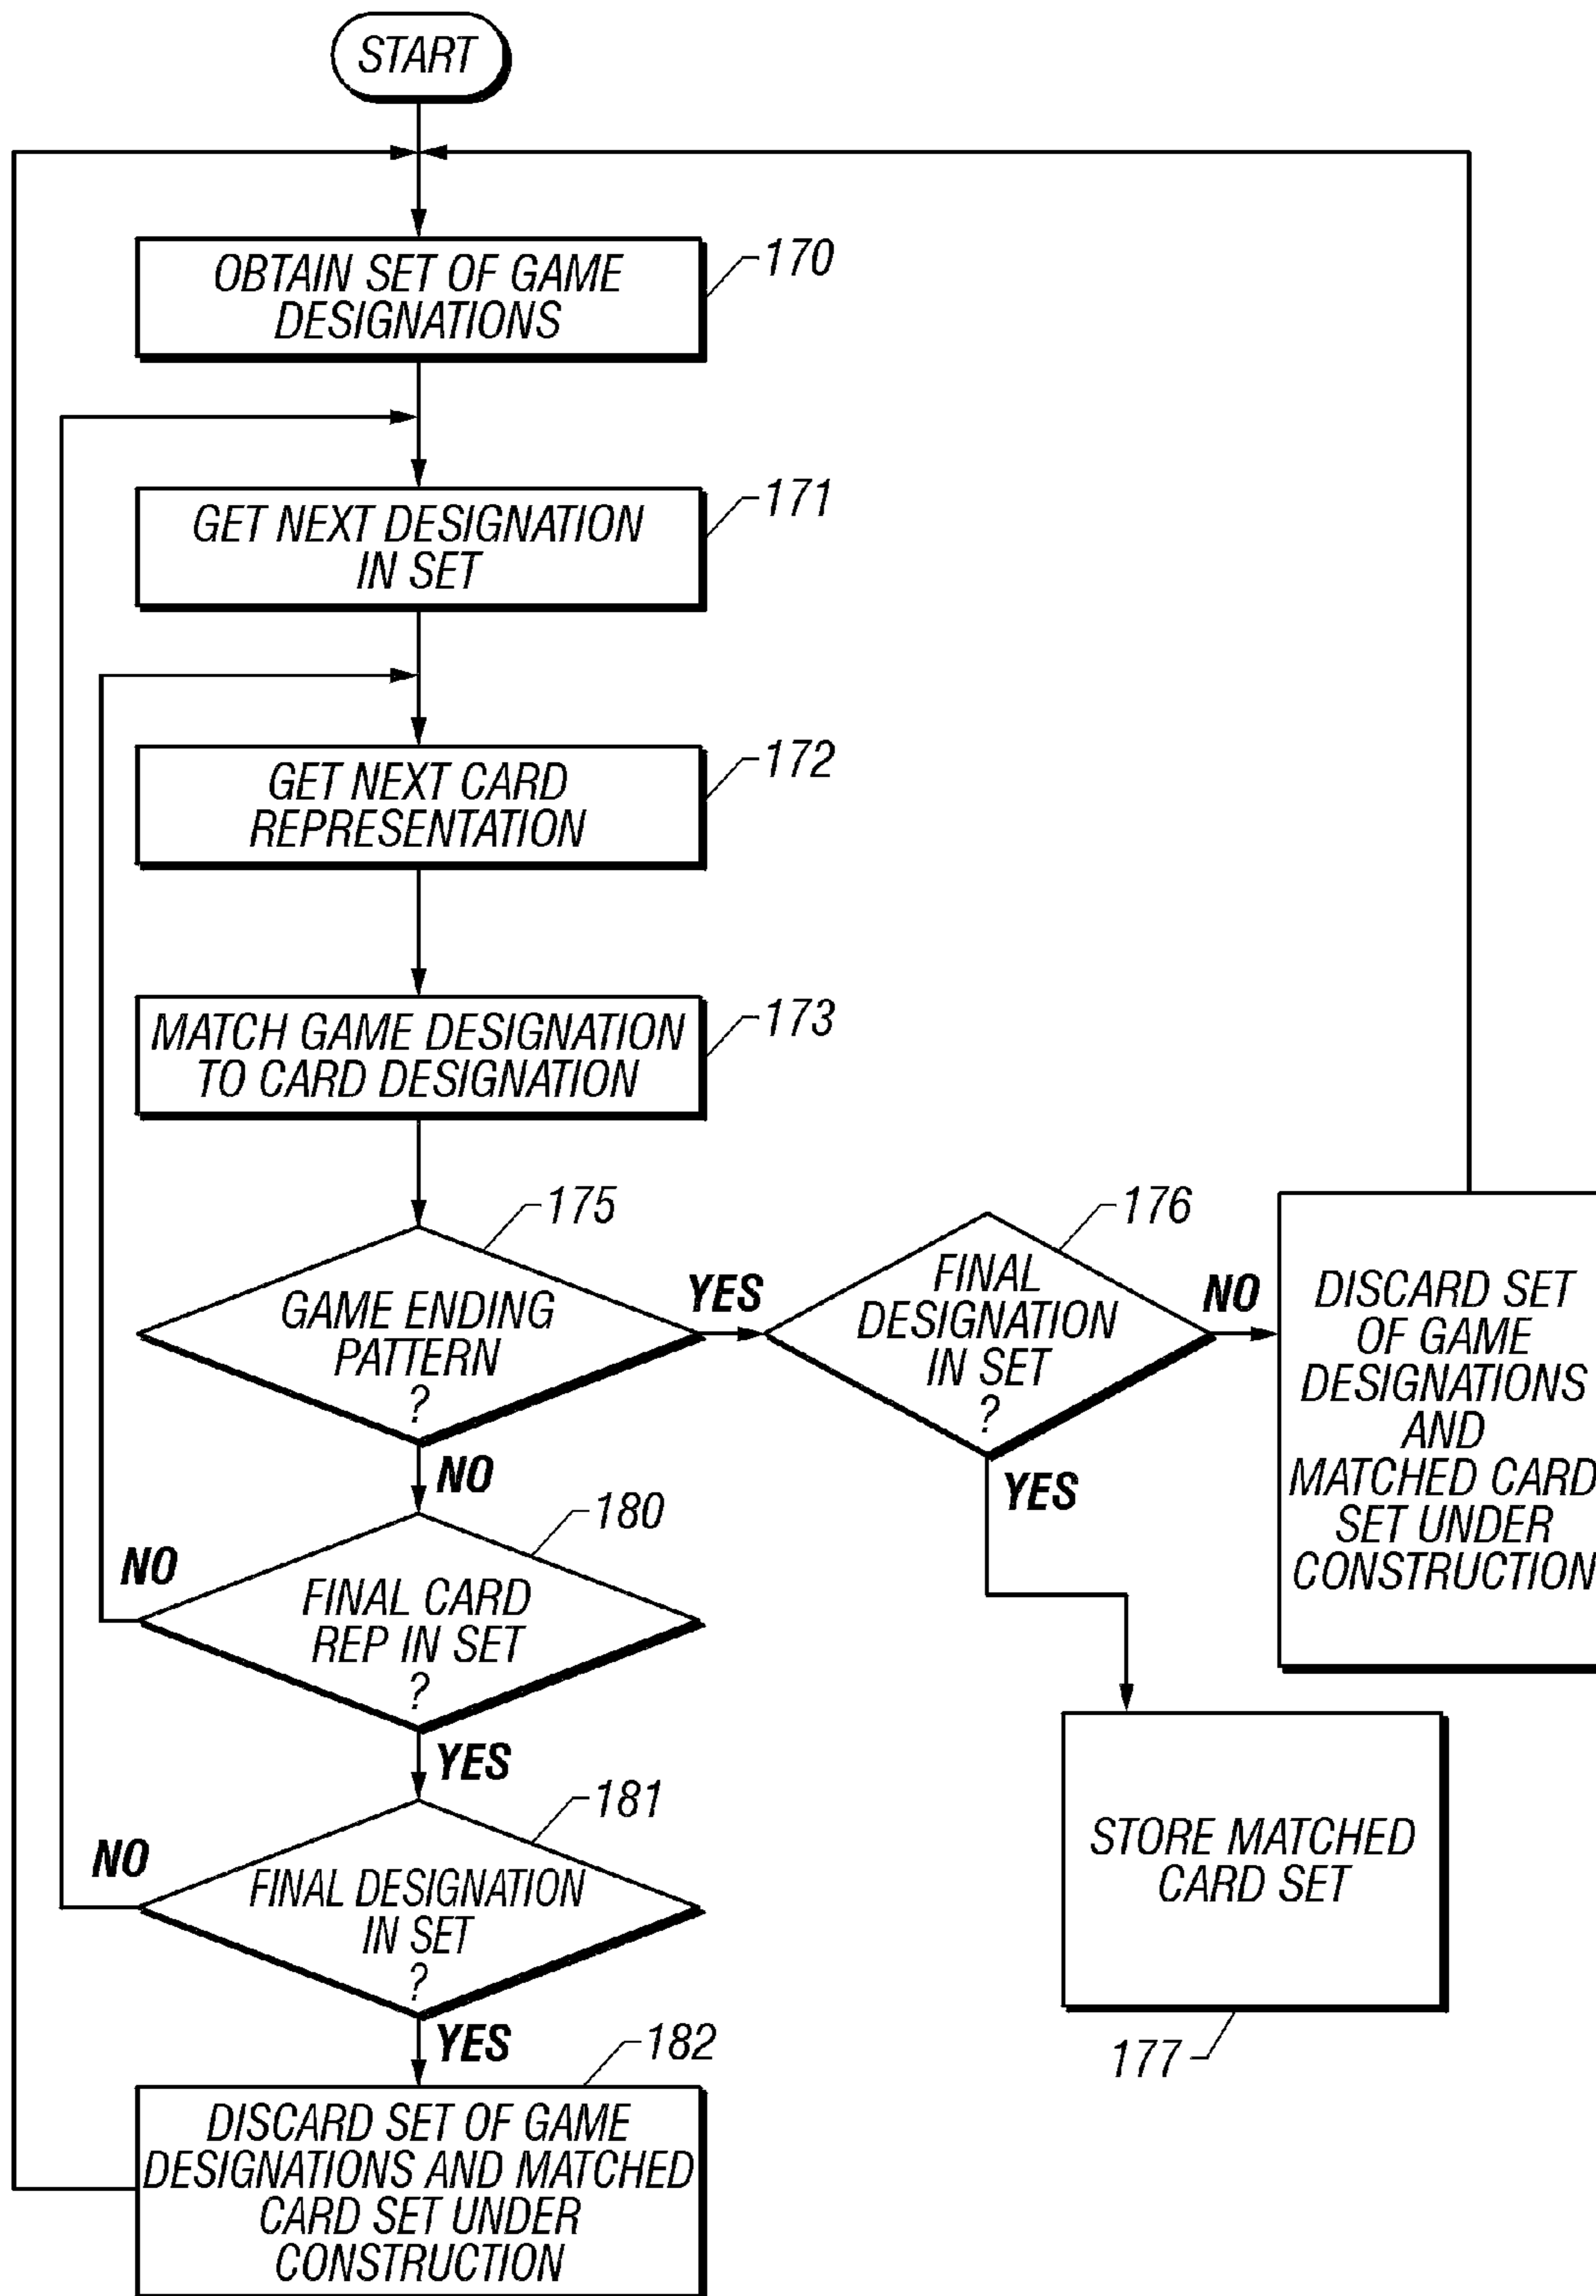 START
OBTAIN SET OF GAME
DESIGNATIONS
170
GET NEXT DESIGNATION
IN SET
171
GET NEXT CARD
REPRESENTATION
172
MATCH GAME DESIGNATION
TO CARD DESIGNATION
173
GAME ENDING
PATTERN
?
175
YES
NO
FINAL
DESIGNATION
IN SET
?
176
NO
YES
DISCARD SET
OF GAME
DESIGNATIONS
AND
MATCHED CARD
SET UNDER
CONSTRUCTION
FINAL CARD
REP IN SET
?
180
NO
YES
STORE MATCHED
CARD SET
177
FINAL DESIGNATION
IN SET
?
181
NO
YES
DISCARD SET OF GAME
DESIGNATIONS AND MATCHED
CARD SET UNDER
CONSTRUCTION
182